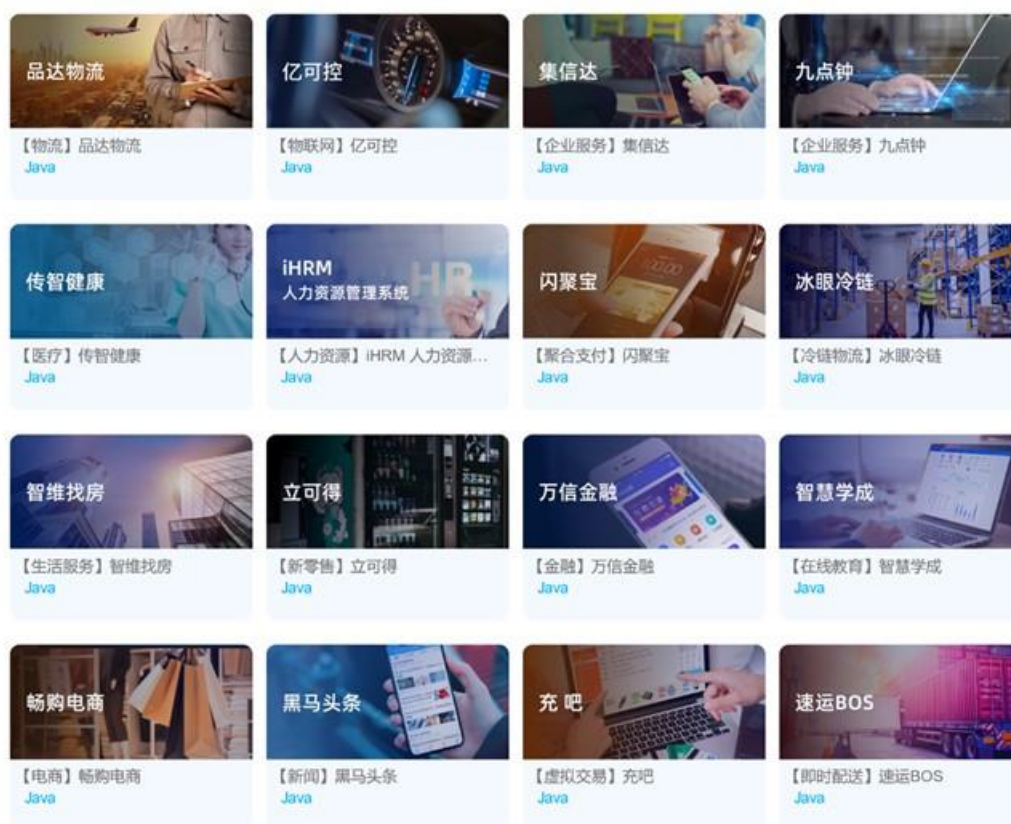 品达物流
亿可控
集信达
九点钟
【物流】品达物流
【物联网】亿可控
【企业服务】集信达
【企业服务】九点钟
Java
Java
Java
Java
传智健康
iHRM
人力资源管理系统
HR
闪聚宝
冰眼冷链
【医疗】传智健康
【人力资源】iHRM 人力资源...
【聚合支付】闪聚宝
【冷链物流】冰眼冷链
Java
Java
Java
Java
智维找房
立可得
万信金融
智慧学成
【生活服务】智维找房
【新零售】立可得
【金融】万信金融
【在线教育】智慧学成
Java
Java
Java
Java
畅购电商
黑马头条
充 吧
速运BOS
【电商】畅购电商
【新闻】黑马头条
【虚拟交易】充吧
【即时配送】速运BOS
Java
Java
Java
Java